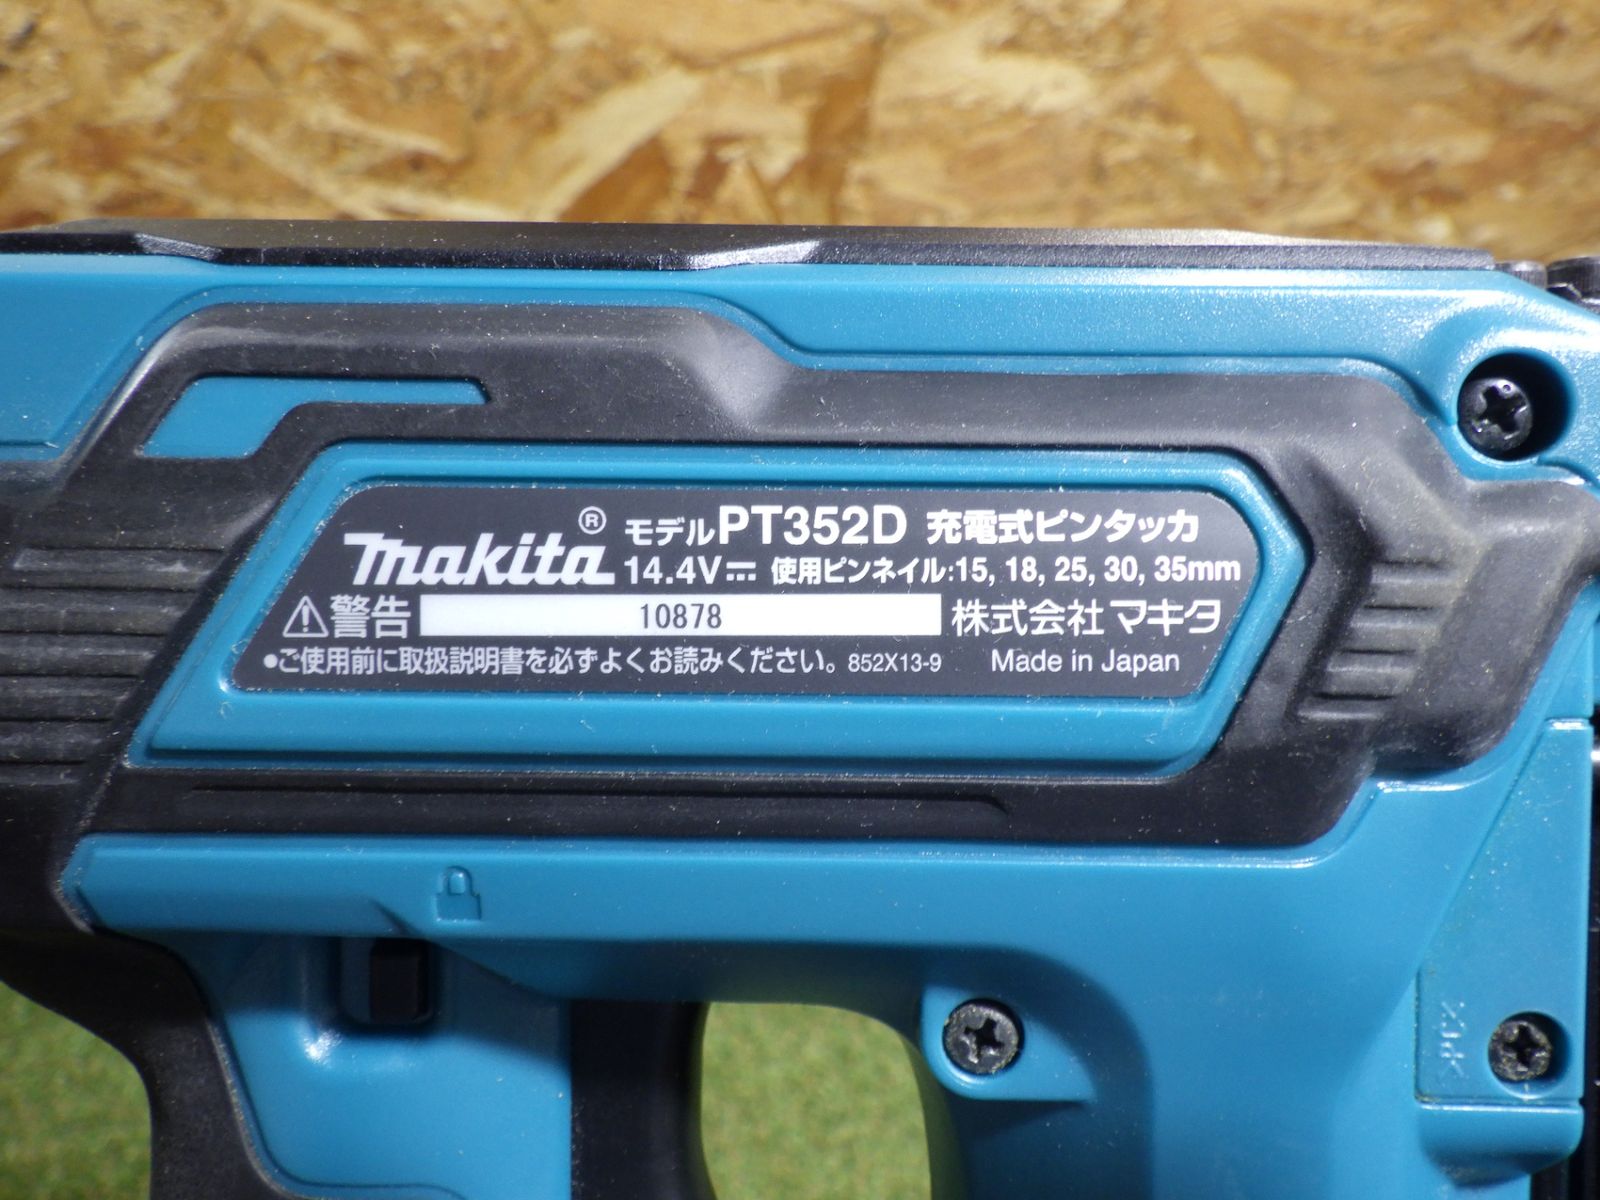 makita® モデルPT352D 充電式ピンタッカ
14.4V⎓ 使用ピンネイル:15, 18, 25, 30, 35mm
⚠警告 10878 株式会社マキタ
●ご使用前に取扱説明書を必ずよくお読みください。 852X13-9 Made in Japan